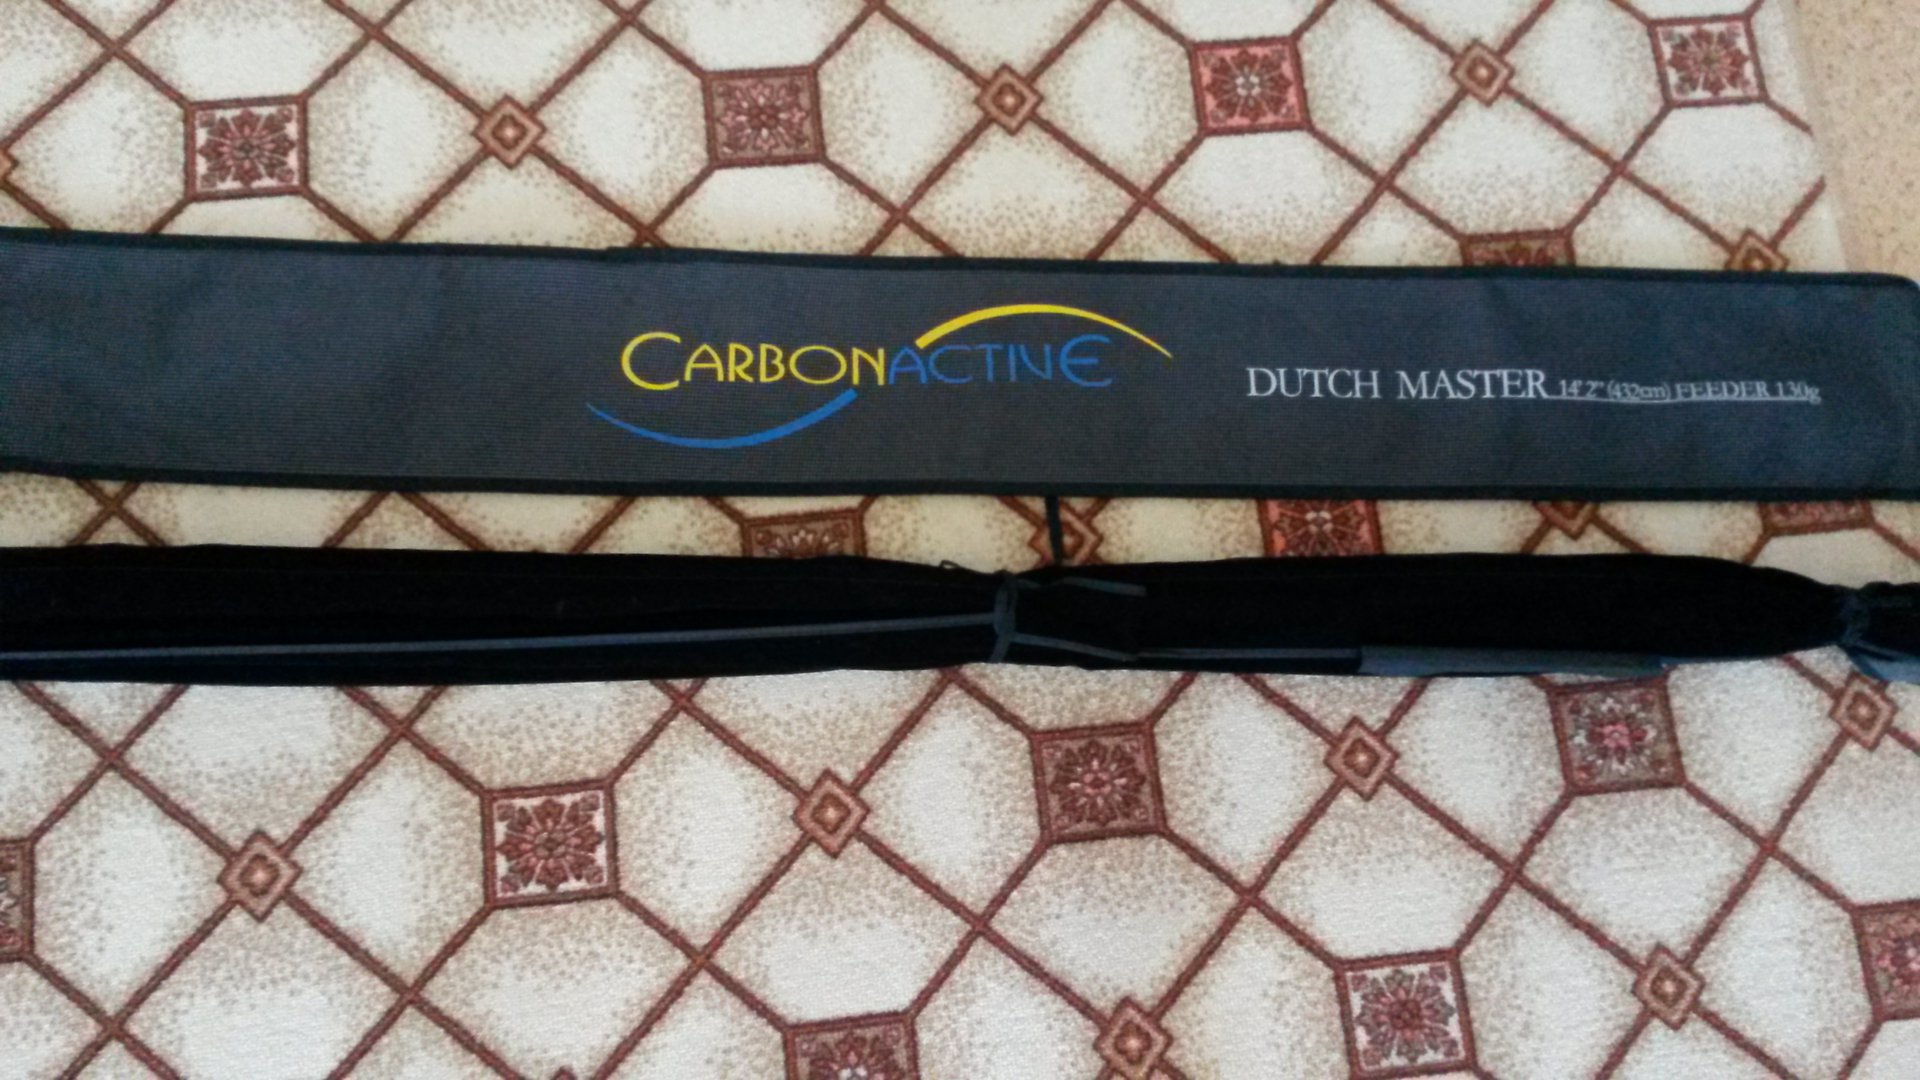 CARBONACTIVE
DUTCH MASTER 14' 2" (432cm) FEEDER 130g